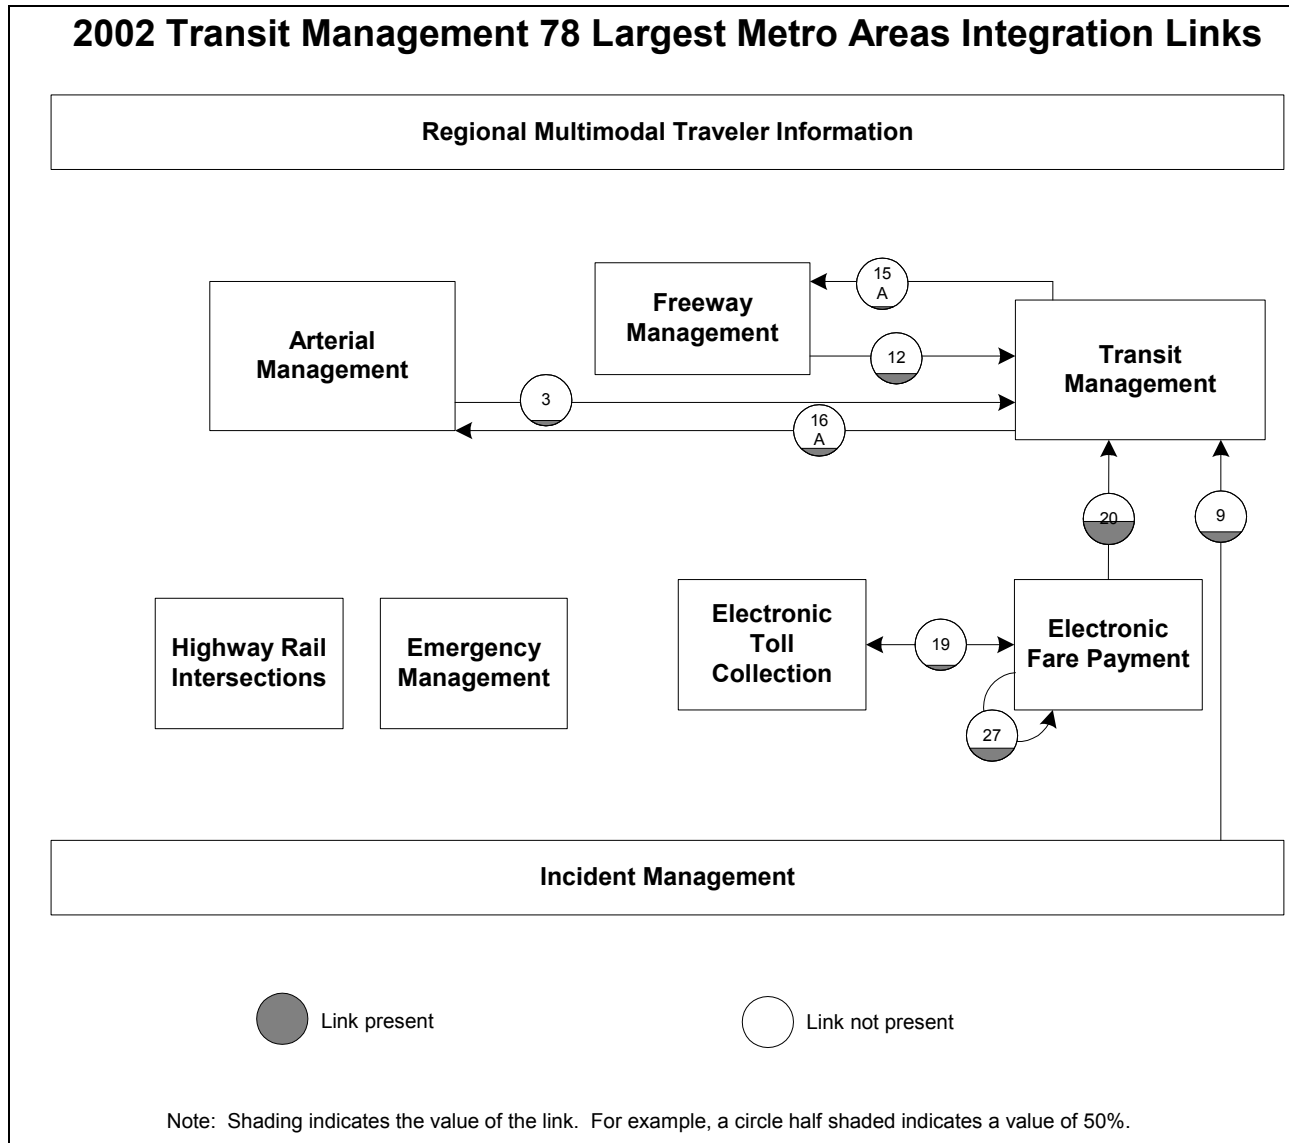 2002 Transit Management 78 Largest Metro Areas Integration Links
Regional Multimodal Traveler Information
15
A
Freeway
Management
Arterial
Management
12
Transit
Management
3
16
A
20
9
Highway Rail
Intersections
Emergency
Management
Electronic
Toll
Collection
19
Electronic
Fare Payment
27
Incident Management
Link present
Link not present
Note:  Shading indicates the value of the link.  For example, a circle half shaded indicates a value of 50%.